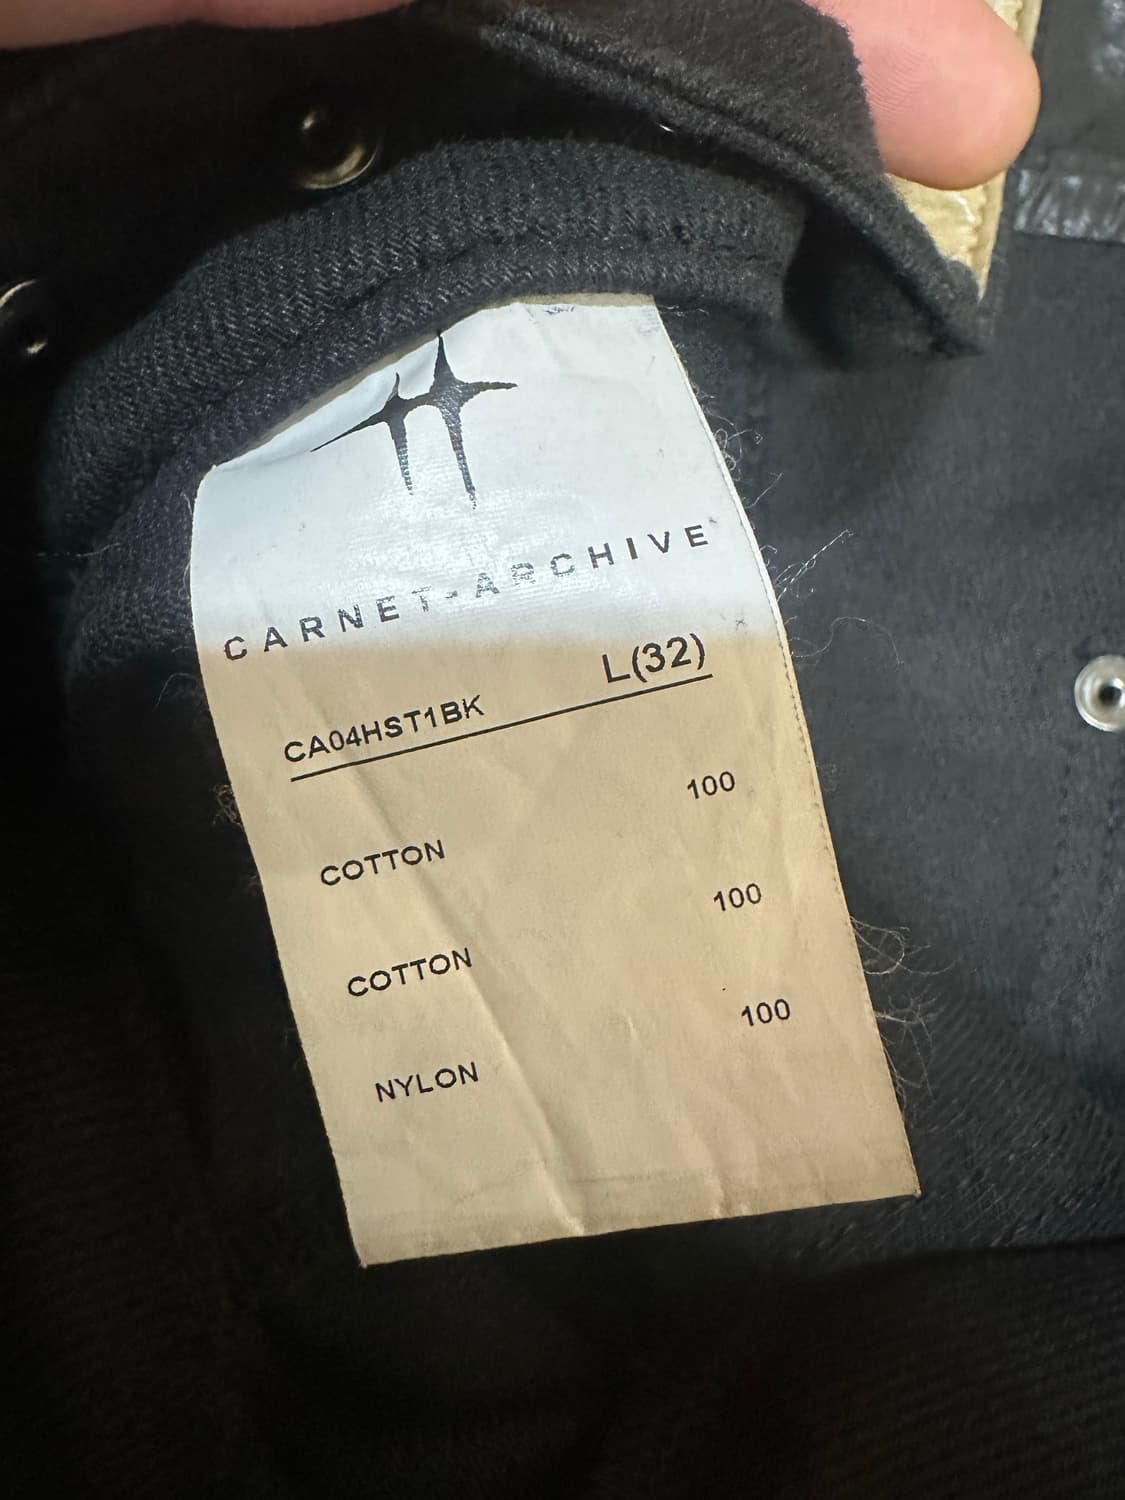 CARNET-ARCHIVE
CA04HST1BK L(32)
100
COTTON
100
COTTON
100
NYLON